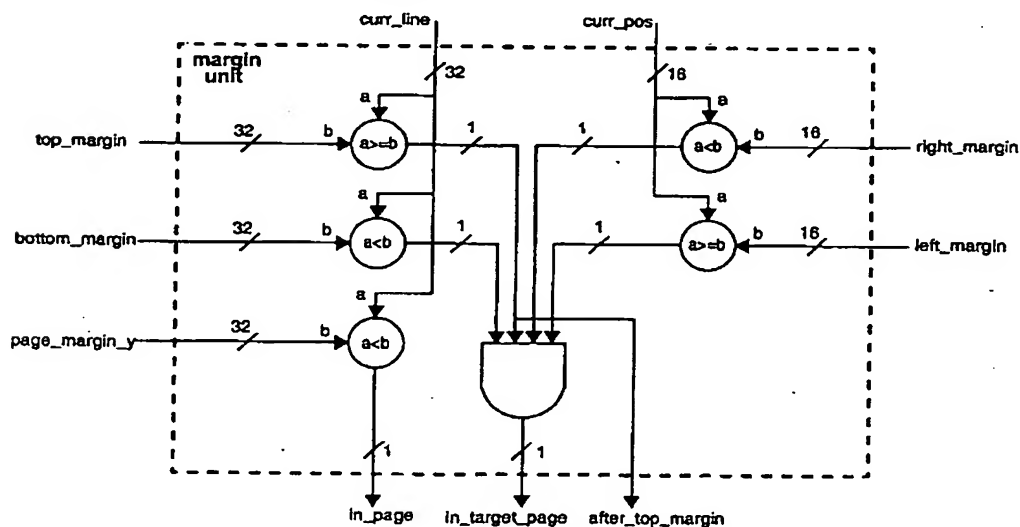 curr_line
curr_pos
margin
unit
32
16
a
a
top_margin
32
b
a>=b
1
1
a<b
b
16
right_margin
a
a
bottom_margin
32
b
a<b
1
1
a>=b
b
16
left_margin
a
page_margin_y
32
b
a<b
1
1
in_page
in_target_page
after_top_margin